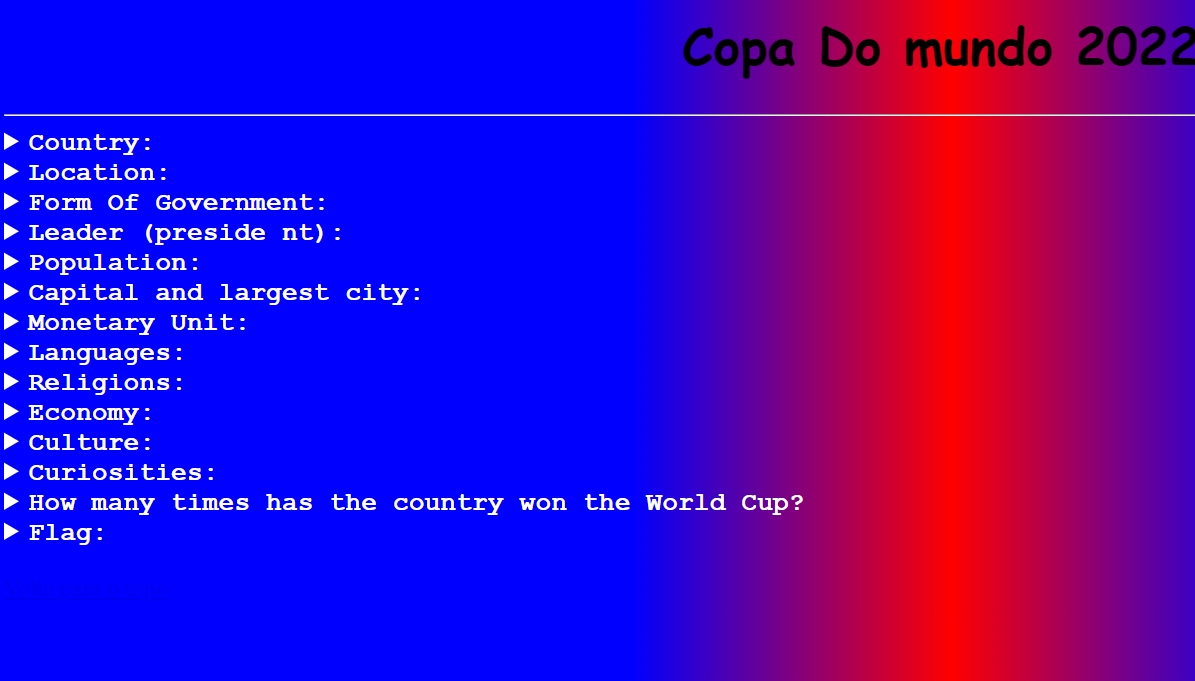 Copa Do mundo 2022
Country:
Location:
Form Of Government:
Leader (preside nt):
Population:
Capital and largest city:
Monetary Unit:
Languages:
Religions:
Economy:
Culture:
Curiosities:
How many times has the country won the World Cup?
Flag: